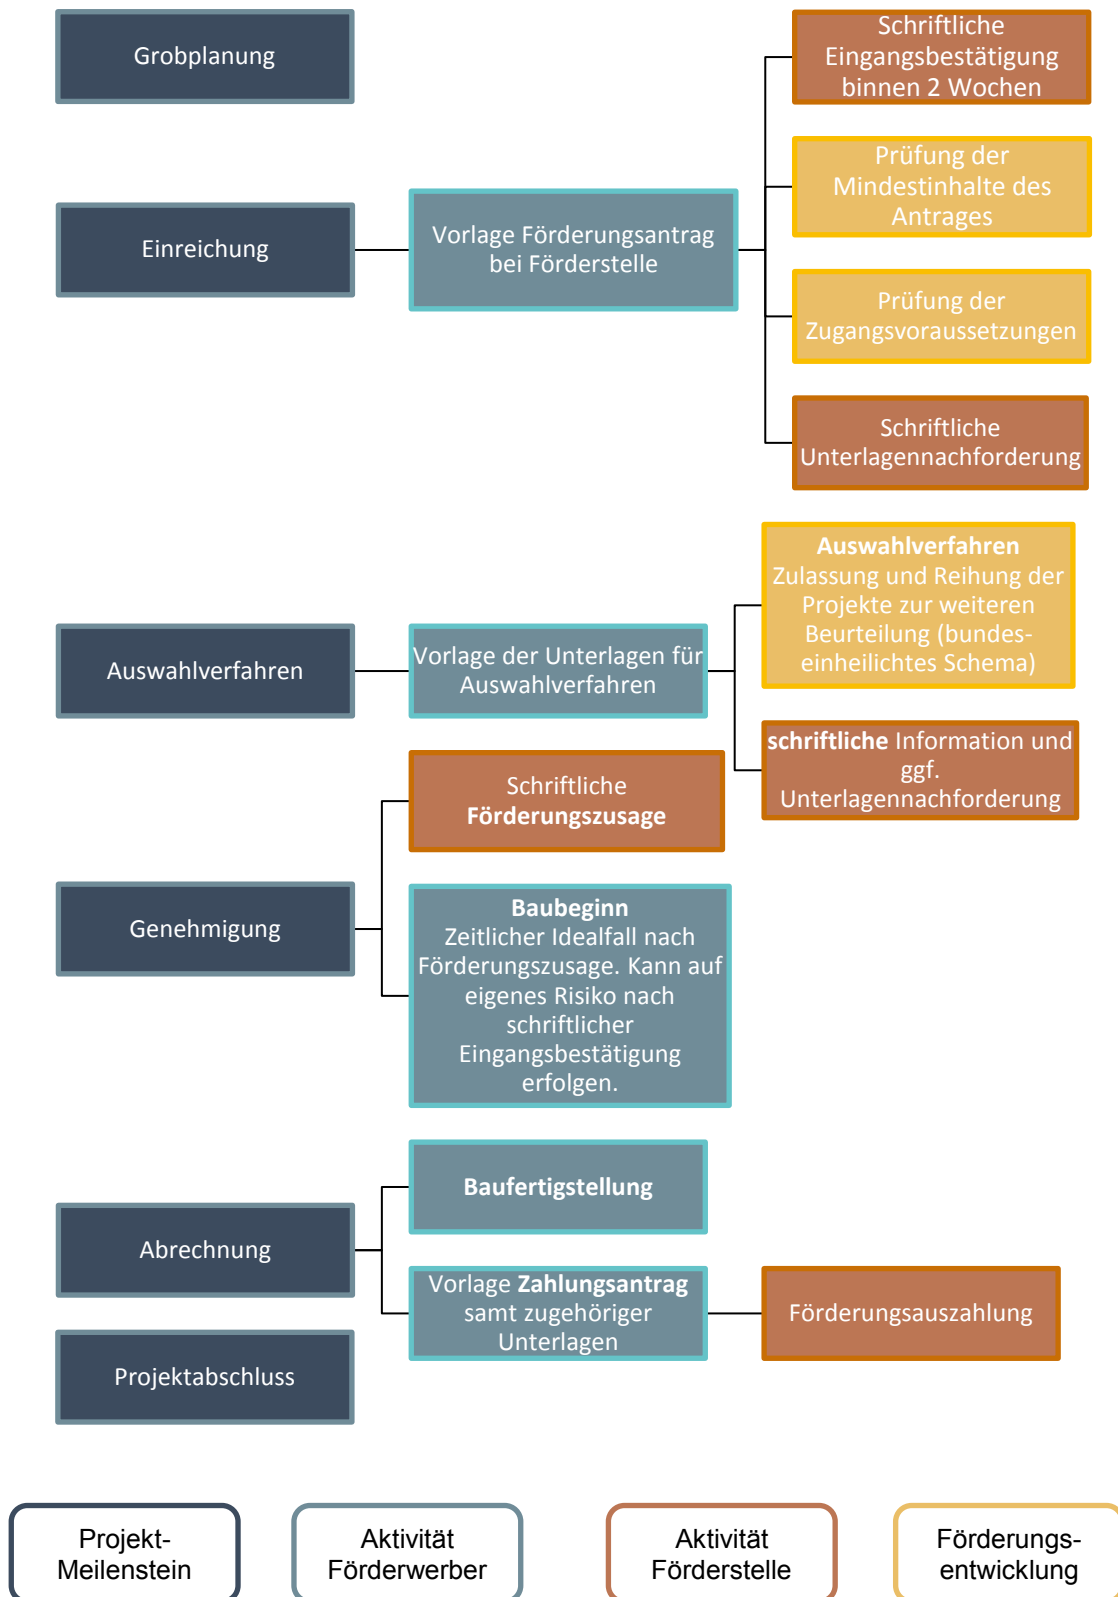 Grobplanung
Schriftliche
Eingangsbestätigung
binnen 2 Wochen
Prüfung der
Mindestinhalte des
Antrages
Einreichung
Vorlage Förderungsantrag
bei Förderstelle
Prüfung der
Zugangsvoraussetzungen
Schriftliche
Unterlagennachforderung
Auswahlverfahren
Vorlage der Unterlagen für
Auswahlverfahren
Auswahlverfahren
Zulassung und Reihung der
Projekte zur weiteren
Beurteilung (bundes-
einheilichtes Schema)
schriftliche Information und
ggf.
Unterlagennachforderung
Genehmigung
Schriftliche
Förderungszusage
Baubeginn
Zeitlicher Idealfall nach
Förderungszusage. Kann auf
eigenes Risiko nach
schriftlicher
Eingangsbestätigung
erfolgen.
Abrechnung
Baufertigstellung
Vorlage Zahlungsantrag
samt zugehöriger
Unterlagen
Förderungsauszahlung
Projektabschluss
Projekt-
Meilenstein
Aktivität
Förderwerber
Aktivität
Förderstelle
Förderungs-
entwicklung